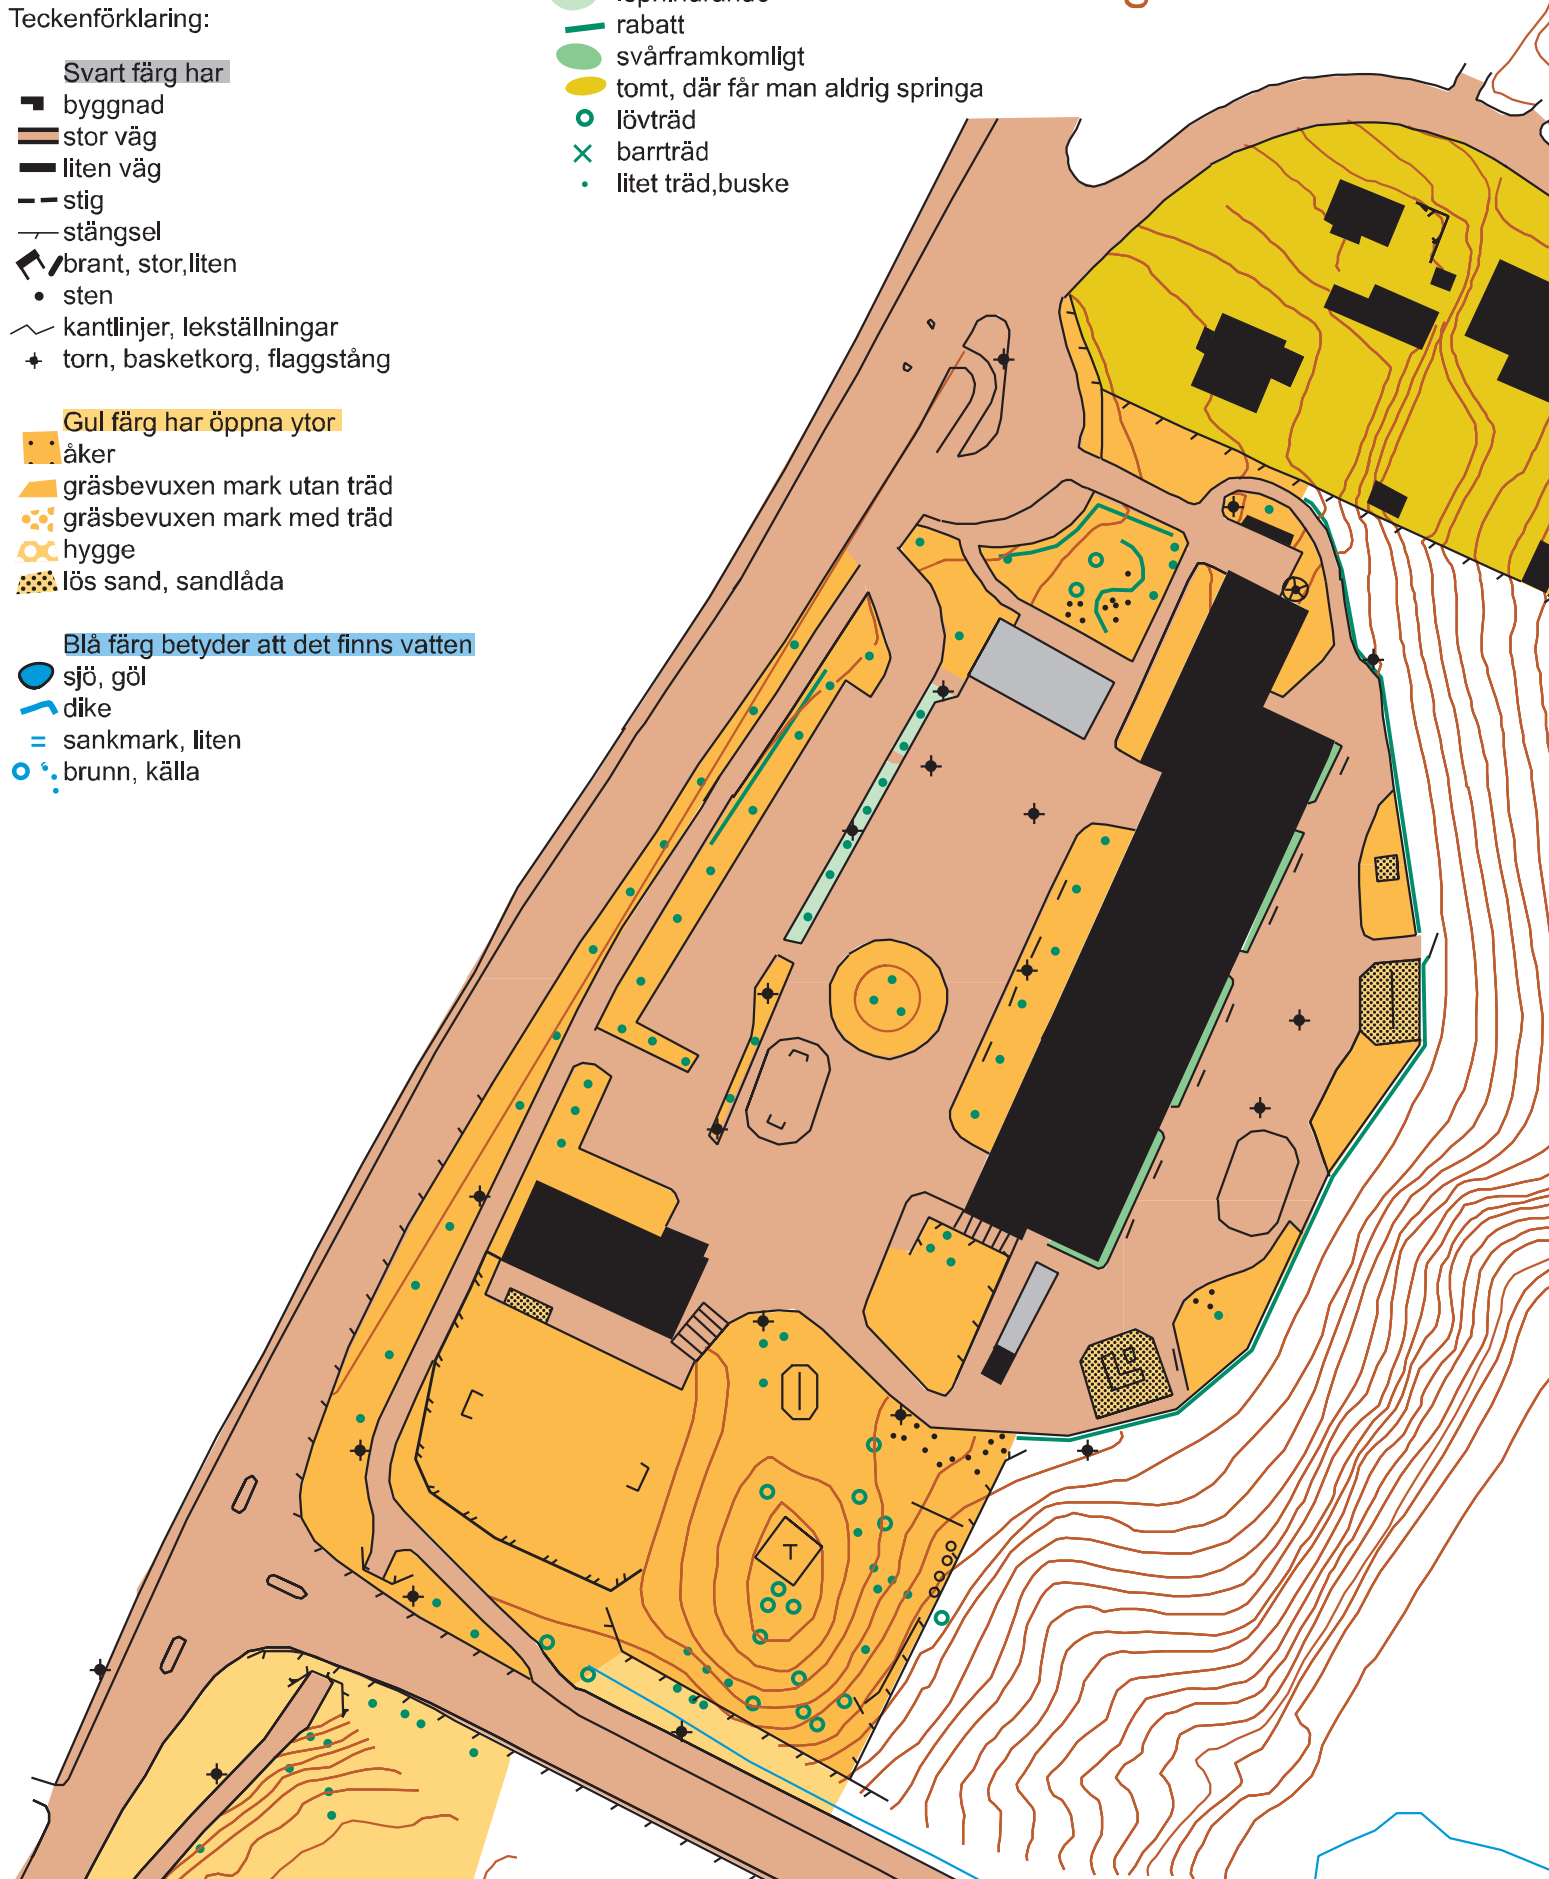 Teckenförklaring:
Svart färg har
byggnad
stor väg
liten väg
stig
stängsel
brant, stor,liten
sten
kantlinjer, lekställningar
torn, basketkorg, flaggstång
Gul färg har öppna ytor
åker
gräsbevuxen mark utan träd
gräsbevuxen mark med träd
hygge
lös sand, sandlåda
Blå färg betyder att det finns vatten
sjö, göl
dike
sankmark, liten
brunn, källa
rabatt
svårframkomligt
tomt, där får man aldrig springa
lövträd
barrträd
litet träd,buske
T